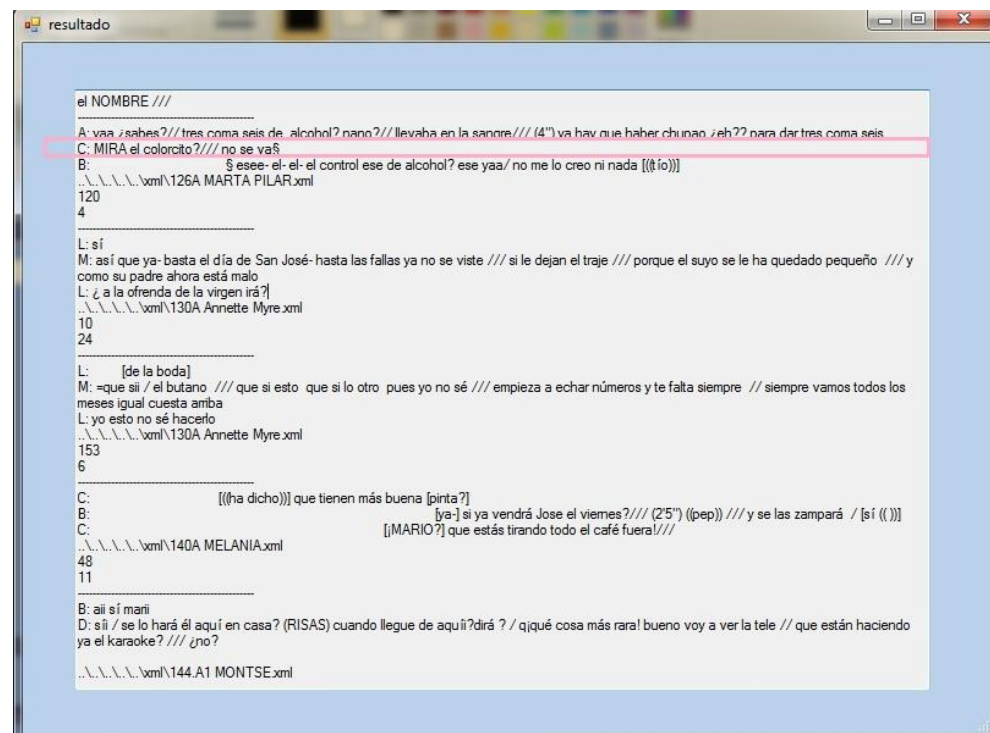 resultado
el NOMBRE ///
A: yaa ¿sabes?// tres coma seis de alcohol? nano?// llevaba en la sangre/// (4'') ya hay que haber chupao ¿eh?? para dar tres coma seis
C: MIRA el colorcito?/// no se va§
B: § esee- el- el- el control ese de alcohol? ese yaa/ no me lo creo ni nada [((tío))]
..\..\..\..\..\xml\126A MARTA PILAR.xml
120
4
L: sí
M: así que ya- basta el día de San José- hasta las fallas ya no se viste /// si le dejan el traje /// porque el suyo se le ha quedado pequeño /// y
como su padre ahora está malo
L: ¿ a la ofrenda de la virgen irá?
..\..\..\..\..\xml\130A Annette Myre.xml
10
24
L: [de la boda]
M: =que sii / el butano /// que si esto que si lo otro pues yo no sé /// empieza a echar números y te falta siempre // siempre vamos todos los
meses igual cuesta arriba
L: yo esto no sé hacerlo
..\..\..\..\..\xml\130A Annette Myre.xml
153
6
C: [((ha dicho))] que tienen más buena [pinta?]
B: [ya-] si ya vendrá Jose el viernes?/// (2'5'') ((pep)) /// y se las zampará / [sí (( ))]
C: [¡MARIO?] que estás tirando todo el café fuera!///
..\..\..\..\..\xml\140A MELANIA.xml
48
11
B: aii sí marii
D: síi / se lo hará él aquí en casa? (RISAS) cuando llegue de aquíi?dirá ? / q¡qué cosa más rara! bueno voy a ver la tele // que están haciendo
ya el karaoke? /// ¿no?
..\..\..\..\..\xml\144.A1 MONTSE.xml